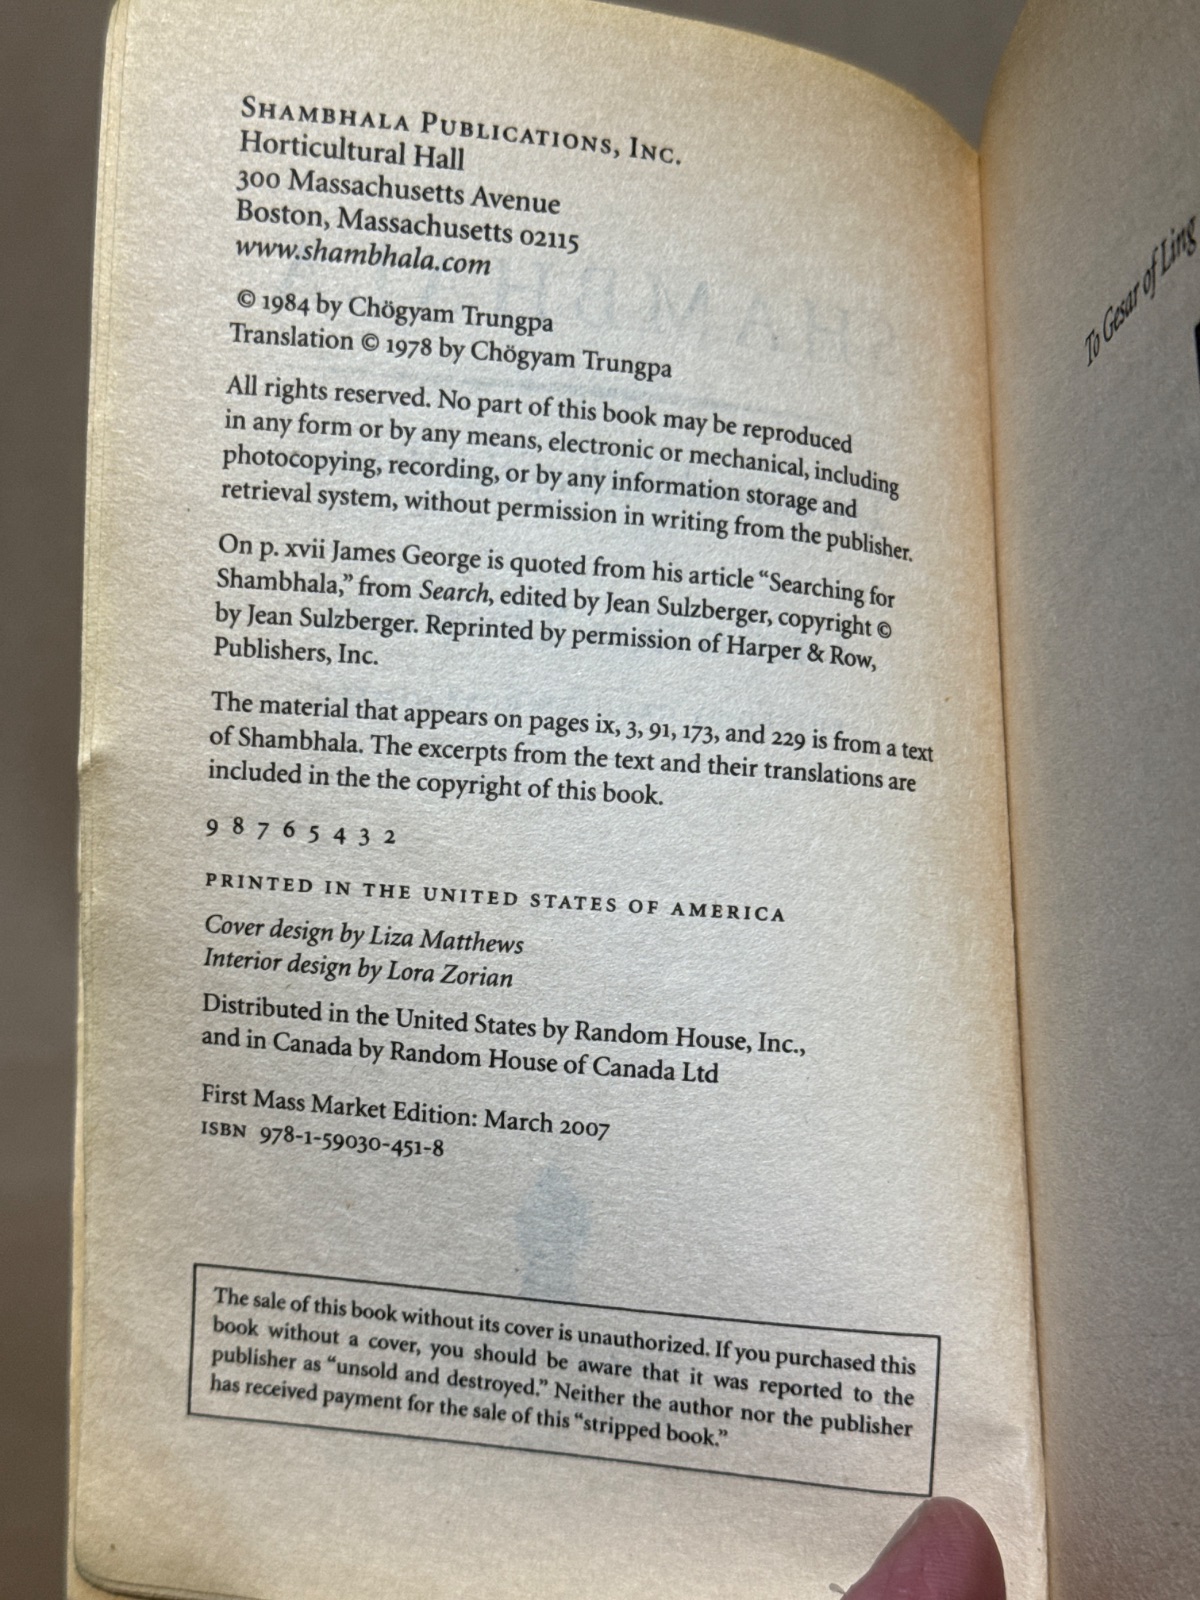 SHAMBHALA PUBLICATIONS, INC.
Horticultural Hall
300 Massachusetts Avenue
Boston, Massachusetts 02115
www.shambhala.com
© 1984 by Chögyam Trungpa
Translation © 1978 by Chögyam Trungpa
All rights reserved. No part of this book may be reproduced
in any form or by any means, electronic or mechanical, including
photocopying, recording, or by any information storage and
retrieval system, without permission in writing from the publisher.
On p. xvii James George is quoted from his article “Searching for
Shambhala,” from Search, edited by Jean Sulzberger, copyright ©
by Jean Sulzberger. Reprinted by permission of Harper & Row,
Publishers, Inc.
The material that appears on pages ix, 3, 91, 173, and 229 is from a text
of Shambhala. The excerpts from the text and their translations are
included in the the copyright of this book.
9 8 7 6 5 4 3 2
PRINTED IN THE UNITED STATES OF AMERICA
Cover design by Liza Matthews
Interior design by Lora Zorian
Distributed in the United States by Random House, Inc.,
and in Canada by Random House of Canada Ltd
First Mass Market Edition: March 2007
ISBN 978-1-59030-451-8
The sale of this book without its cover is unauthorized. If you purchased this
book without a cover, you should be aware that it was reported to the
publisher as “unsold and destroyed.” Neither the author nor the publisher
has received payment for the sale of this “stripped book.”
To Gesar of Ling